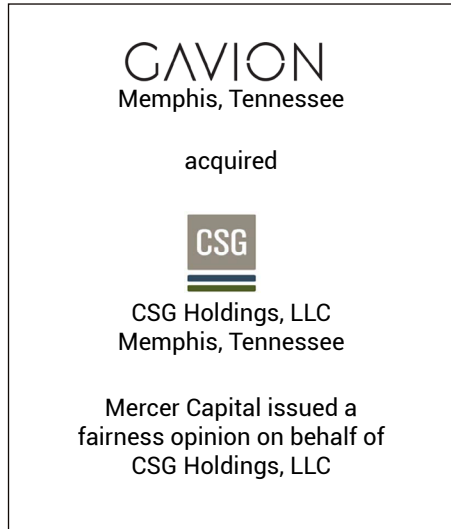 GAVION
Memphis, Tennessee
acquired
CSG
CSG Holdings, LLC
Memphis, Tennessee
Mercer Capital issued a
fairness opinion on behalf of
CSG Holdings, LLC